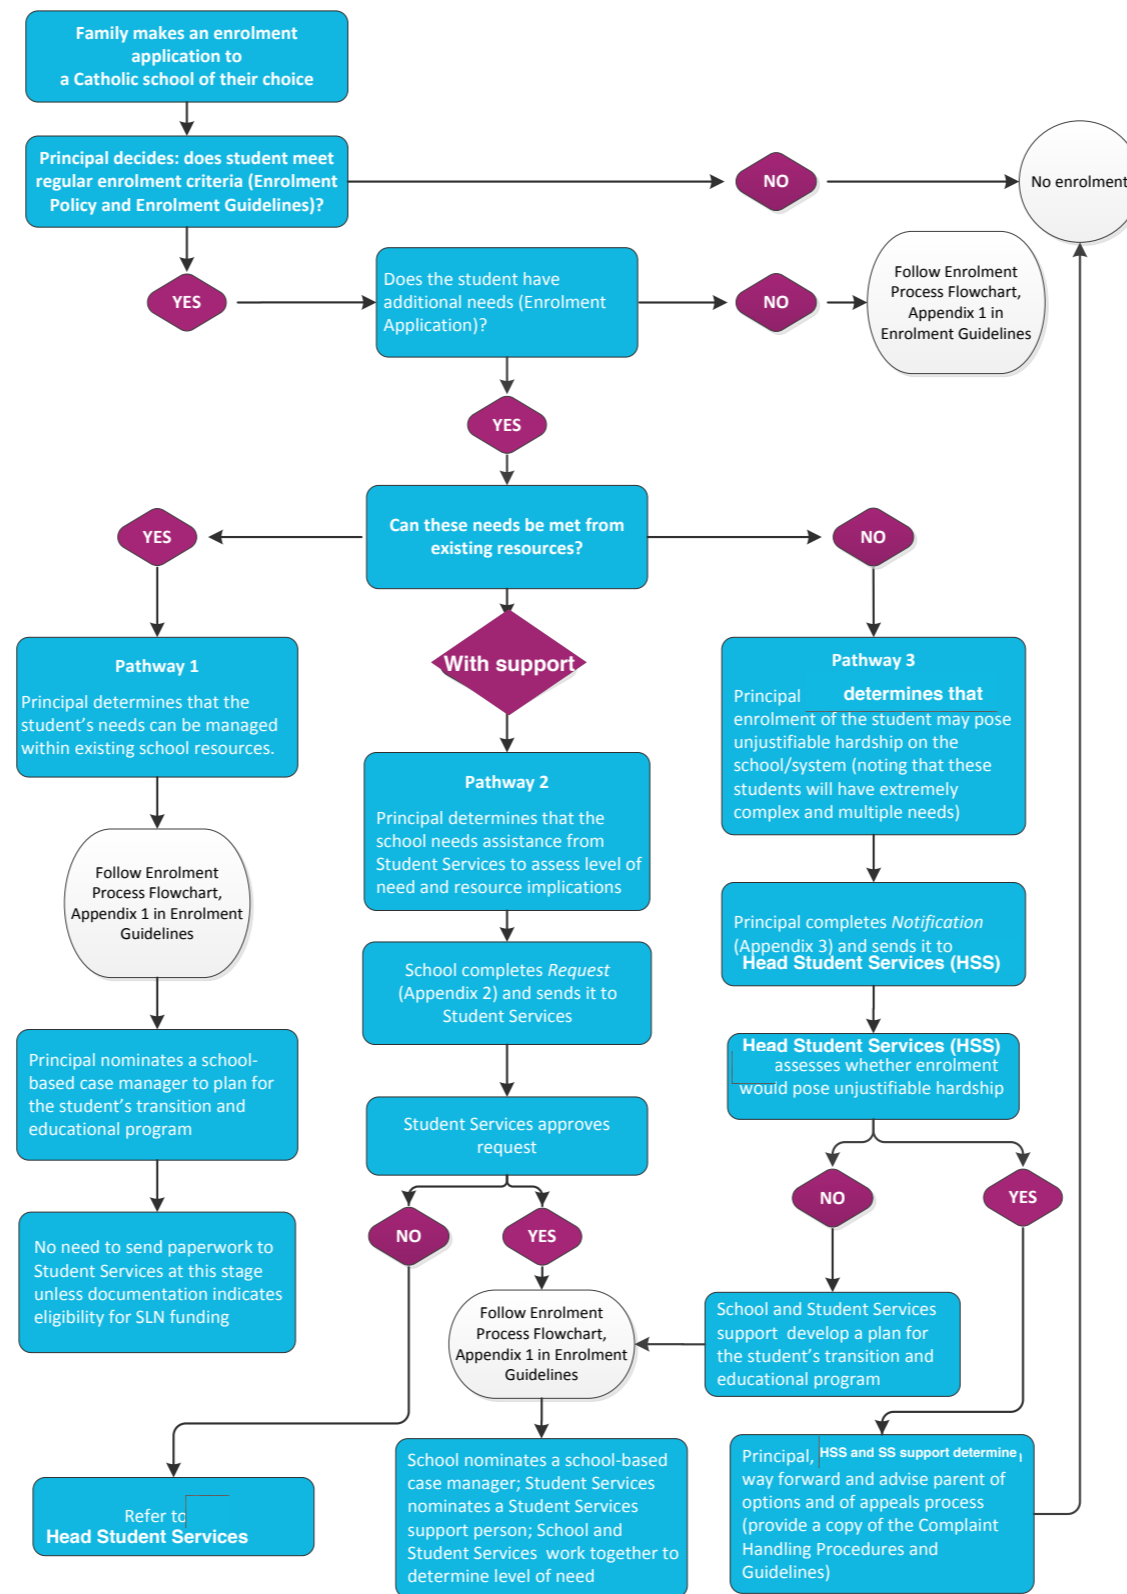 Family makes an enrolment
application to
a Catholic school of their choice
Principal decides: does student meet
regular enrolment criteria (Enrolment
Policy and Enrolment Guidelines)?
NO
No enrolment
YES
Does the student have
additional needs (Enrolment
Application)?
NO
Follow Enrolment
Process Flowchart,
Appendix 1 in
Enrolment Guidelines
YES
Can these needs be met from
existing resources?
YES
NO
With support
Pathway 1
Principal determines that the
student's needs can be managed
within existing school resources.
Follow Enrolment
Process Flowchart,
Appendix 1 in Enrolment
Guidelines
Principal nominates a school-
based case manager to plan for
the student's transition and
educational program
No need to send paperwork to
Student Services at this stage
unless documentation indicates
eligibility for SLN funding
Pathway 2
Principal determines that the
school needs assistance from
Student Services to assess level of
need and resource implications
School completes Request
(Appendix 2) and sends it to
Student Services
Student Services approves
request
NO
YES
Follow Enrolment
Process Flowchart,
Appendix 1 in Enrolment
Guidelines
Refer to
Head Student Services
School nominates a school-based
case manager; Student Services
nominates a Student Services
support person; School and
Student Services work together to
determine level of need
Pathway 3
Principal determines that
enrolment of the student may pose
unjustifiable hardship on the
school/system (noting that these
students will have extremely
complex and multiple needs)
Principal completes Notification
(Appendix 3) and sends it to
Head Student Services (HSS)
Head Student Services (HSS)
assesses whether enrolment
would pose unjustifiable hardship
NO
YES
School and Student Services
support develop a plan for
the student's transition and
educational program
Principal, HSS and SS support determine
way forward and advise parent of
options and of appeals process
(provide a copy of the Complaint
Handling Procedures and
Guidelines)